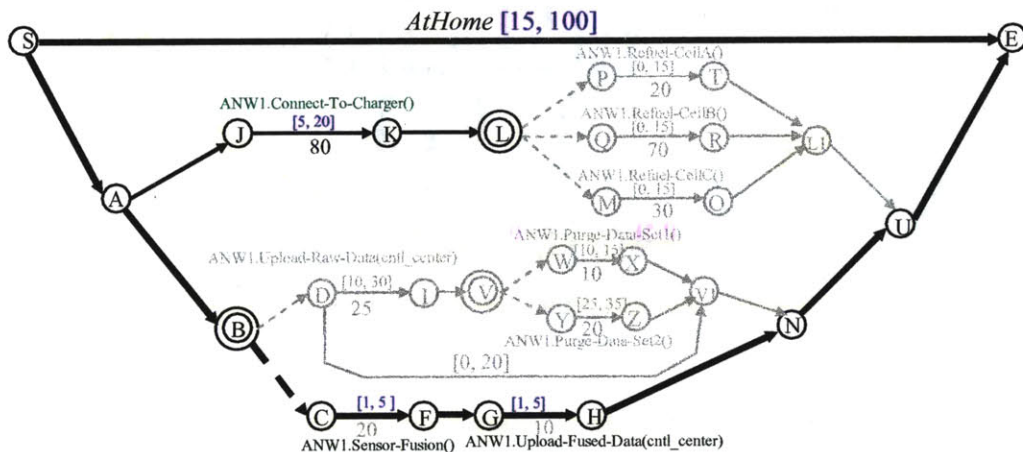 AtHome [15, 100]
S
E
ANW1.Refuel-CellA()
[0, 15]
P
T
20
ANW1.Connect-To-Charger()
[5, 20]
J
K
L
80
ANW1.Refuel-CellB()
[0, 15]
Q
R
L1
70
ANW1.Refuel-CellC()
[0, 15]
M
O
30
A
U
ANW1.Purge-Data-Set1()
[10, 15]
W
X
10
ANW1.Upload-Raw-Data(cntl_center)
[10, 30]
D
I
V
V1
25
[25, 35]
Y
Z
20
ANW1.Purge-Data-Set2()
B
N
[0, 20]
[1, 5]
[1, 5]
C
F
G
H
20
10
ANW1.Sensor-Fusion()
ANW1.Upload-Fused-Data(cntl_center)